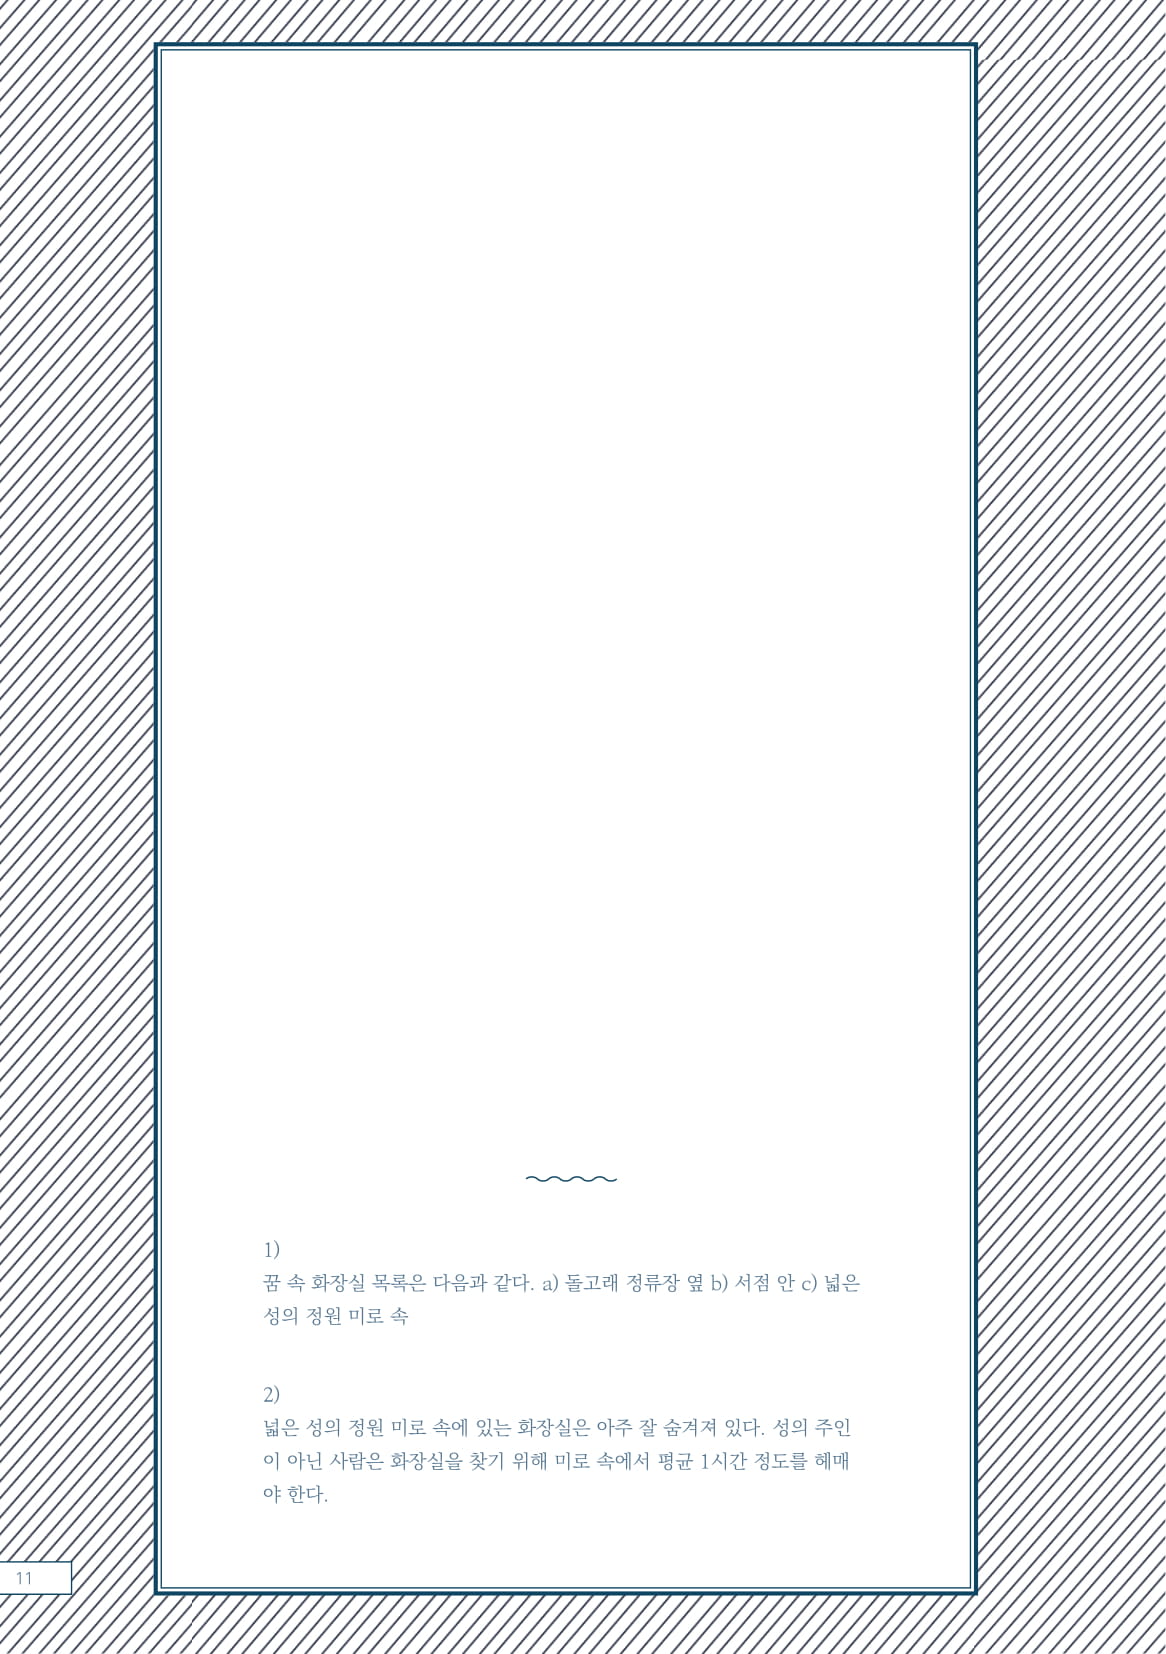 1)
꿈 속 화장실 목록은 다음과 같다. a) 돌고래 정류장 옆 b) 서점 안 c) 넓은
성의 정원 미로 속
2)
넓은 성의 정원 미로 속에 있는 화장실은 아주 잘 숨겨져 있다. 성의 주인
이 아닌 사람은 화장실을 찾기 위해 미로 속에서 평균 1시간 정도를 헤매
야 한다.
11